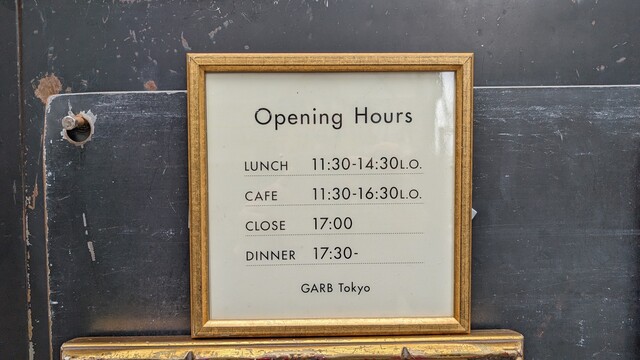 Opening Hours
LUNCH 11:30-14:30L.O.
CAFE 11:30-16:30L.O.
CLOSE 17:00
DINNER 17:30-
GARB Tokyo